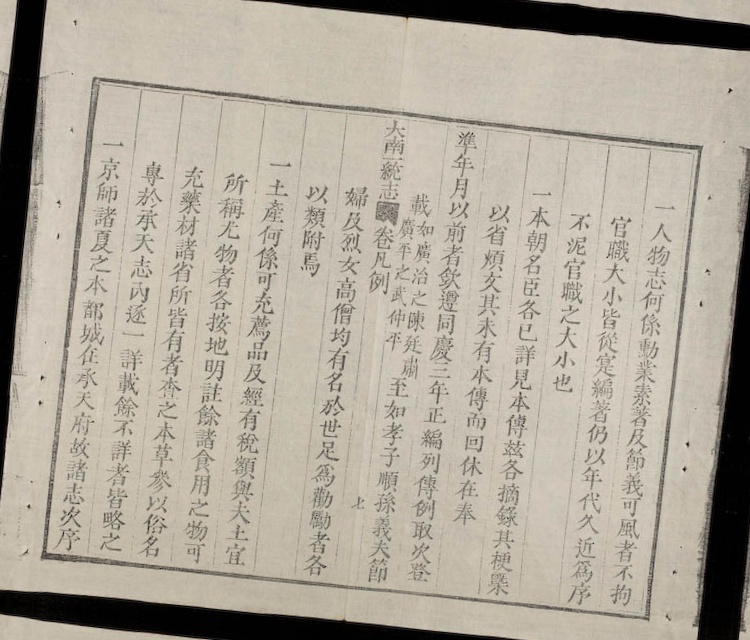 一人物志何係勳業素著及節義可風者不拘
官職大小皆從寔編著仍以年代久近爲序
不泥官職之大小也
一本朝名臣各已詳見本傳茲各摘錄其梗槩
以省煩文其未有本傳而回休在奉
準年月以前者欽遵同慶三年正編列傳例取次登
載如廣治之陳廷肅
廣平之武仲平至如孝子順孫義夫節
大南一統志卷凡例
七
婦及烈女高僧均有名於世足爲勸勵者各
以類附焉
一土產何係可充薦品及經有稅額與夫土宜
所稱尤物者各按地明註餘諸食用之物可
充藥材諸省所皆有者查之本草參以俗名
專於承天志內逐一詳載餘不詳者皆略之
一京師諸夏之本都城在承天府故諸志次序